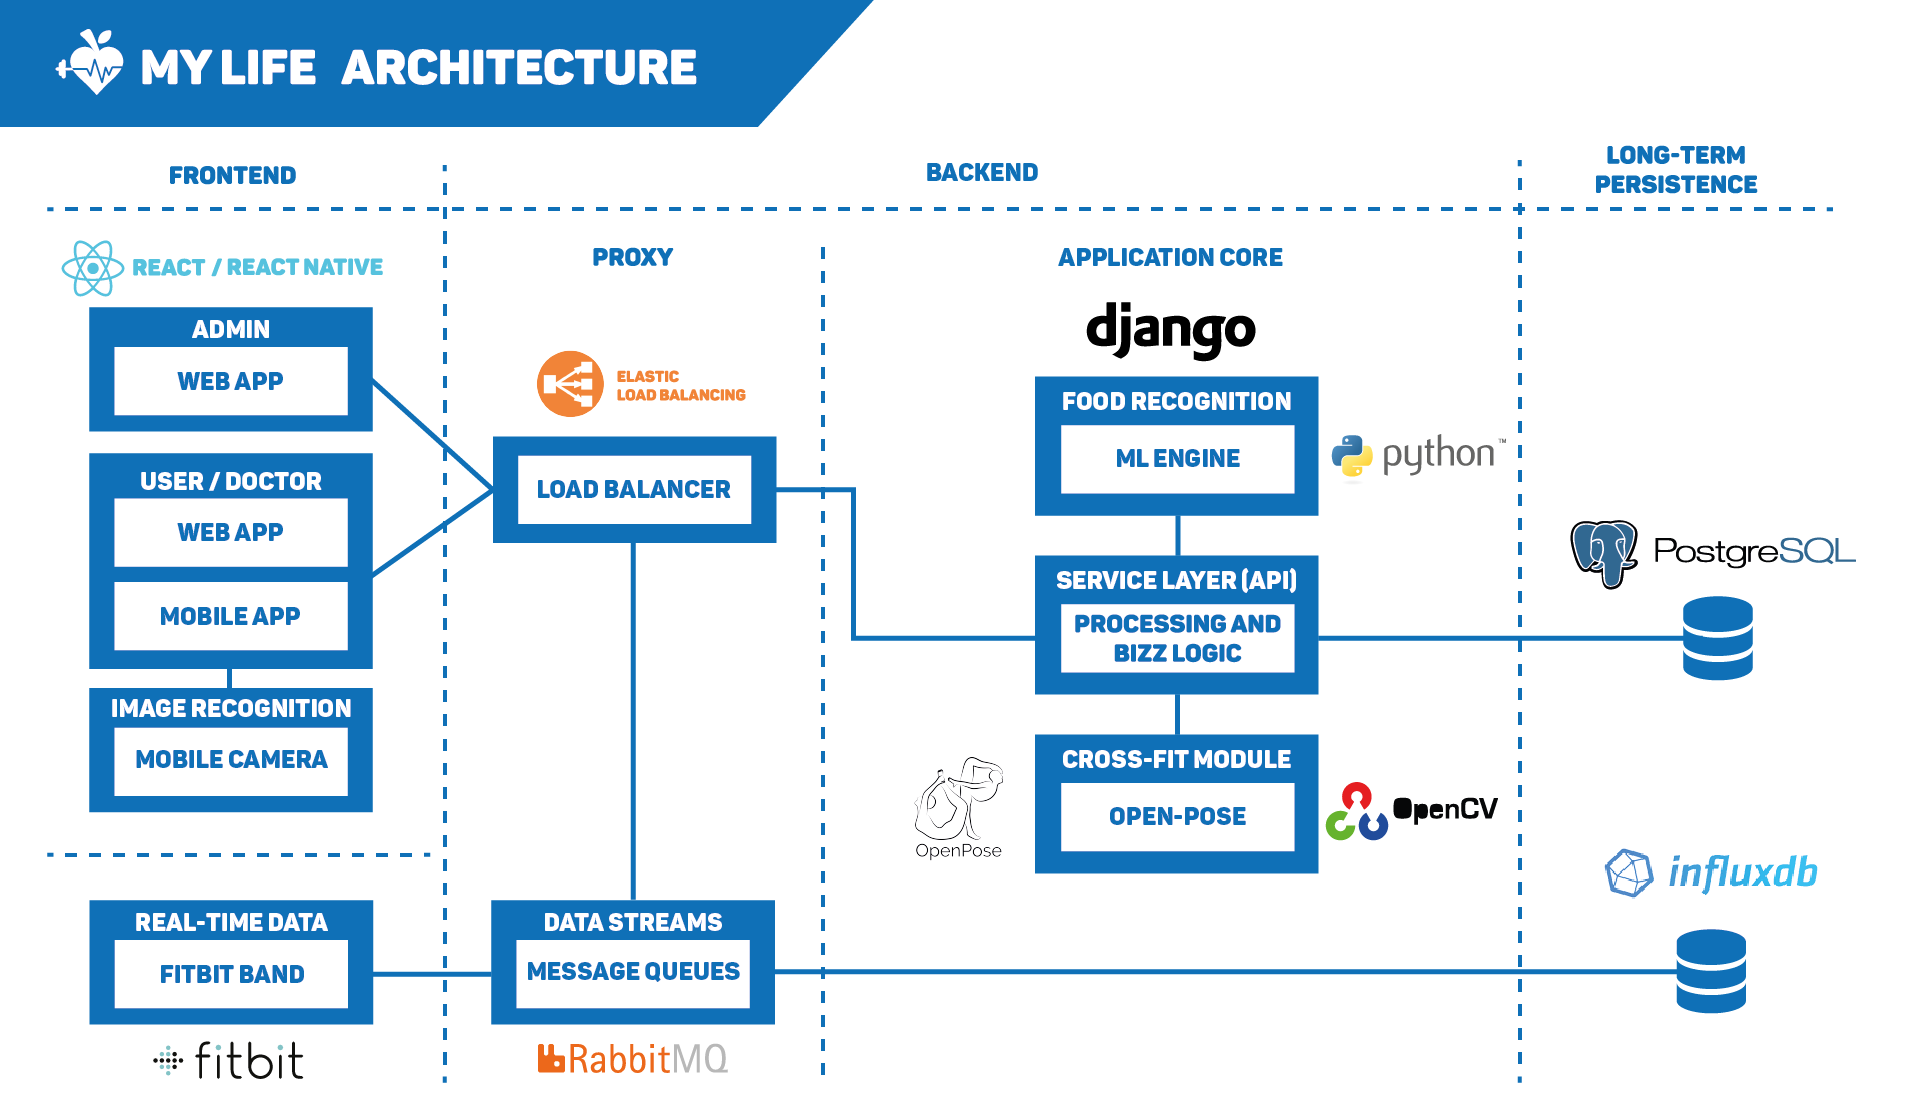 MY LIFE ARCHITECTURE
FRONTEND
BACKEND
LONG-TERM
PERSISTENCE
REACT / REACT NATIVE
ADMIN
WEB APP
USER / DOCTOR
WEB APP
MOBILE APP
IMAGE RECOGNITION
MOBILE CAMERA
REAL-TIME DATA
FITBIT BAND
fitbit
PROXY
ELASTIC
LOAD BALANCING
LOAD BALANCER
DATA STREAMS
MESSAGE QUEUES
RabbitMQ
APPLICATION CORE
django
FOOD RECOGNITION
ML ENGINE
python™
SERVICE LAYER (API)
PROCESSING AND
BIZZ LOGIC
CROSS-FIT MODULE
OPEN-POSE
OpenPose
OpenCV
PostgreSQL
influxdb